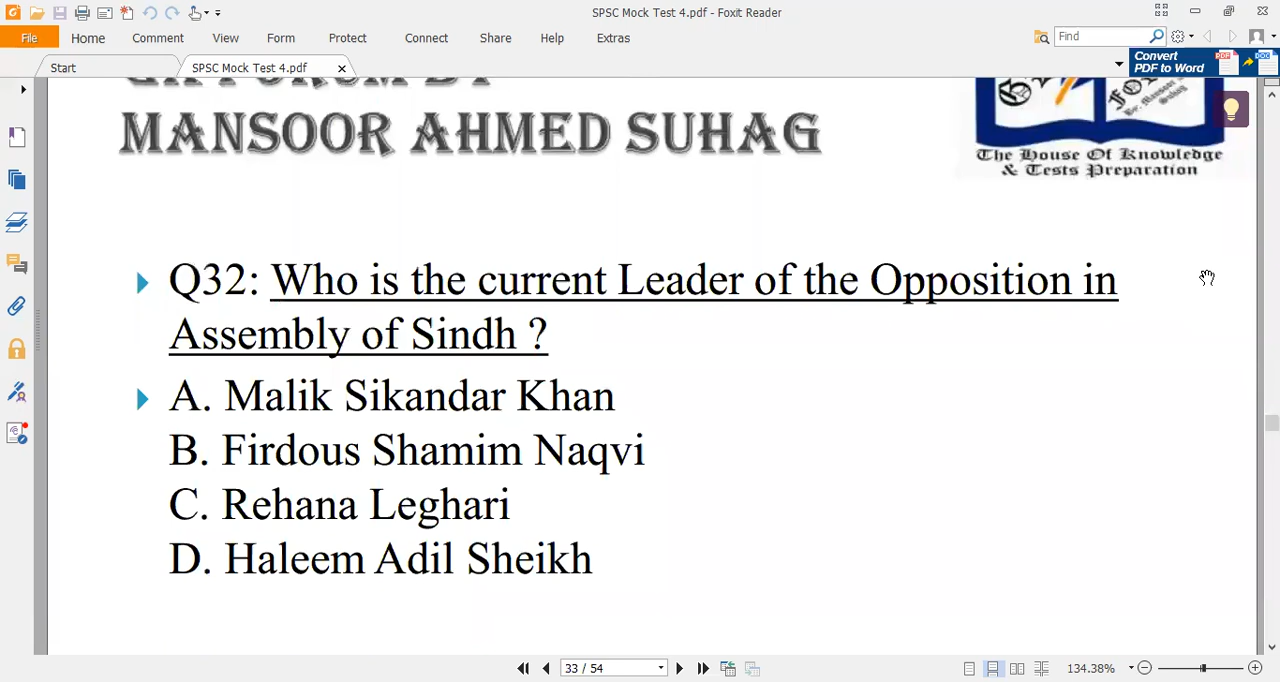 SPSC Mock Test 4.pdf - Foxit Reader
File Home Comment View Form Protect Connect Share Help Extras
Find
Start SPSC Mock Test 4.pdf
Convert
PDF to Word
MANSOOR AHMED SUHAG
The House Of Knowledge
& Tests Preparation
Q32: Who is the current Leader of the Opposition in
Assembly of Sindh ?
A. Malik Sikandar Khan
B. Firdous Shamim Naqvi
C. Rehana Leghari
D. Haleem Adil Sheikh
33 / 54
134.38%